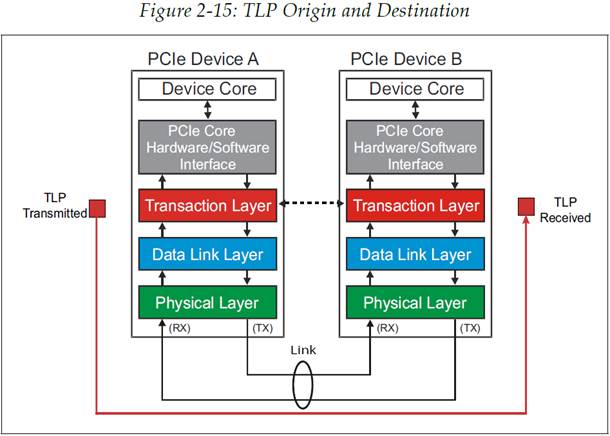 Figure 2-15: TLP Origin and Destination
PCIe Device A
Device Core
PCIe Core
Hardware/Software
Interface
Transaction Layer
Data Link Layer
Physical Layer
(RX)
(TX)
PCIe Device B
Device Core
PCIe Core
Hardware/Software
Interface
Transaction Layer
Data Link Layer
Physical Layer
(RX)
(TX)
TLP
Transmitted
TLP
Received
Link